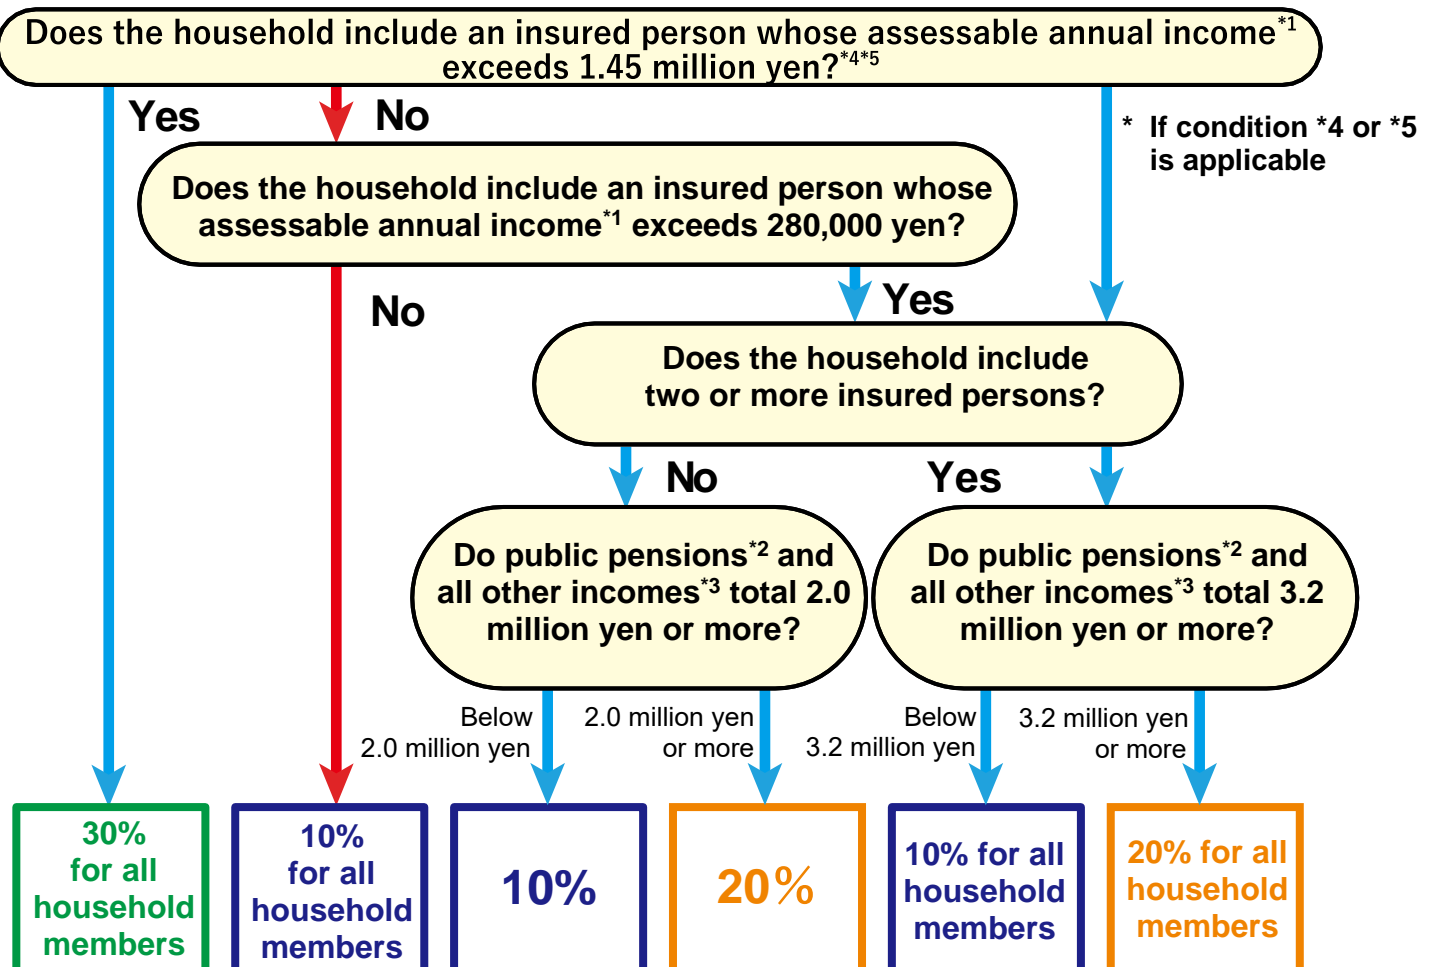 Does the household include an insured person whose assessable annual income*1
exceeds 1.45 million yen?*4*5
Yes
No
* If condition *4 or *5
is applicable
Does the household include an insured person whose
assessable annual income*1 exceeds 280,000 yen?
No
Yes
Does the household include
two or more insured persons?
No
Yes
Do public pensions*2 and
all other incomes*3 total 2.0
million yen or more?
Do public pensions*2 and
all other incomes*3 total 3.2
million yen or more?
Below
2.0 million yen
2.0 million yen
or more
Below
3.2 million yen
3.2 million yen
or more
30%
for all
household
members
10%
for all
household
members
10%
20%
10% for all
household
members
20% for all
household
members